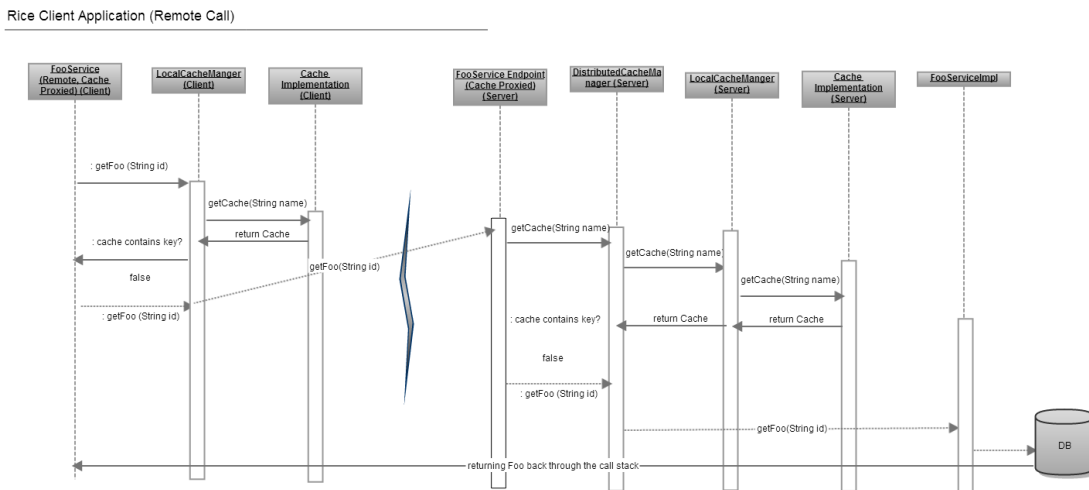 Rice Client Application (Remote Call)
FooService
(Remote, Cache
Proxied) (Client)
LocalCacheManger
(Client)
Cache
Implementation
(Client)
FooService Endpoint
(Cache Proxied)
(Server)
DistributedCacheMa
nager (Server)
LocalCacheManger
(Server)
Cache
Implementation
(Server)
FooServiceImpl
: getFoo (String id)
getCache(String name)
return Cache
: cache contains key?
false
: getFoo (String id)
getFoo(String id)
getCache(String name)
getCache(String name)
getCache(String name)
return Cache
return Cache
: cache contains key?
false
: getFoo (String id)
getFoo(String id)
DB
returning Foo back through the call stack